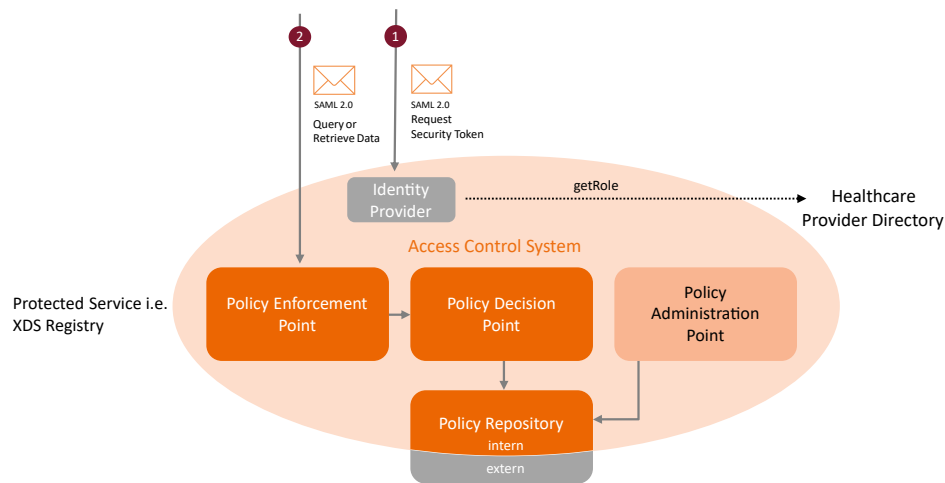 2
1
SAML 2.0
Query or
Retrieve Data
SAML 2.0
Request
Security Token
Identity
Provider
getRole
Healthcare
Provider Directory
Access Control System
Protected Service i.e.
XDS Registry
Policy Enforcement
Point
Policy Decision
Point
Policy
Administration
Point
Policy Repository
intern
extern